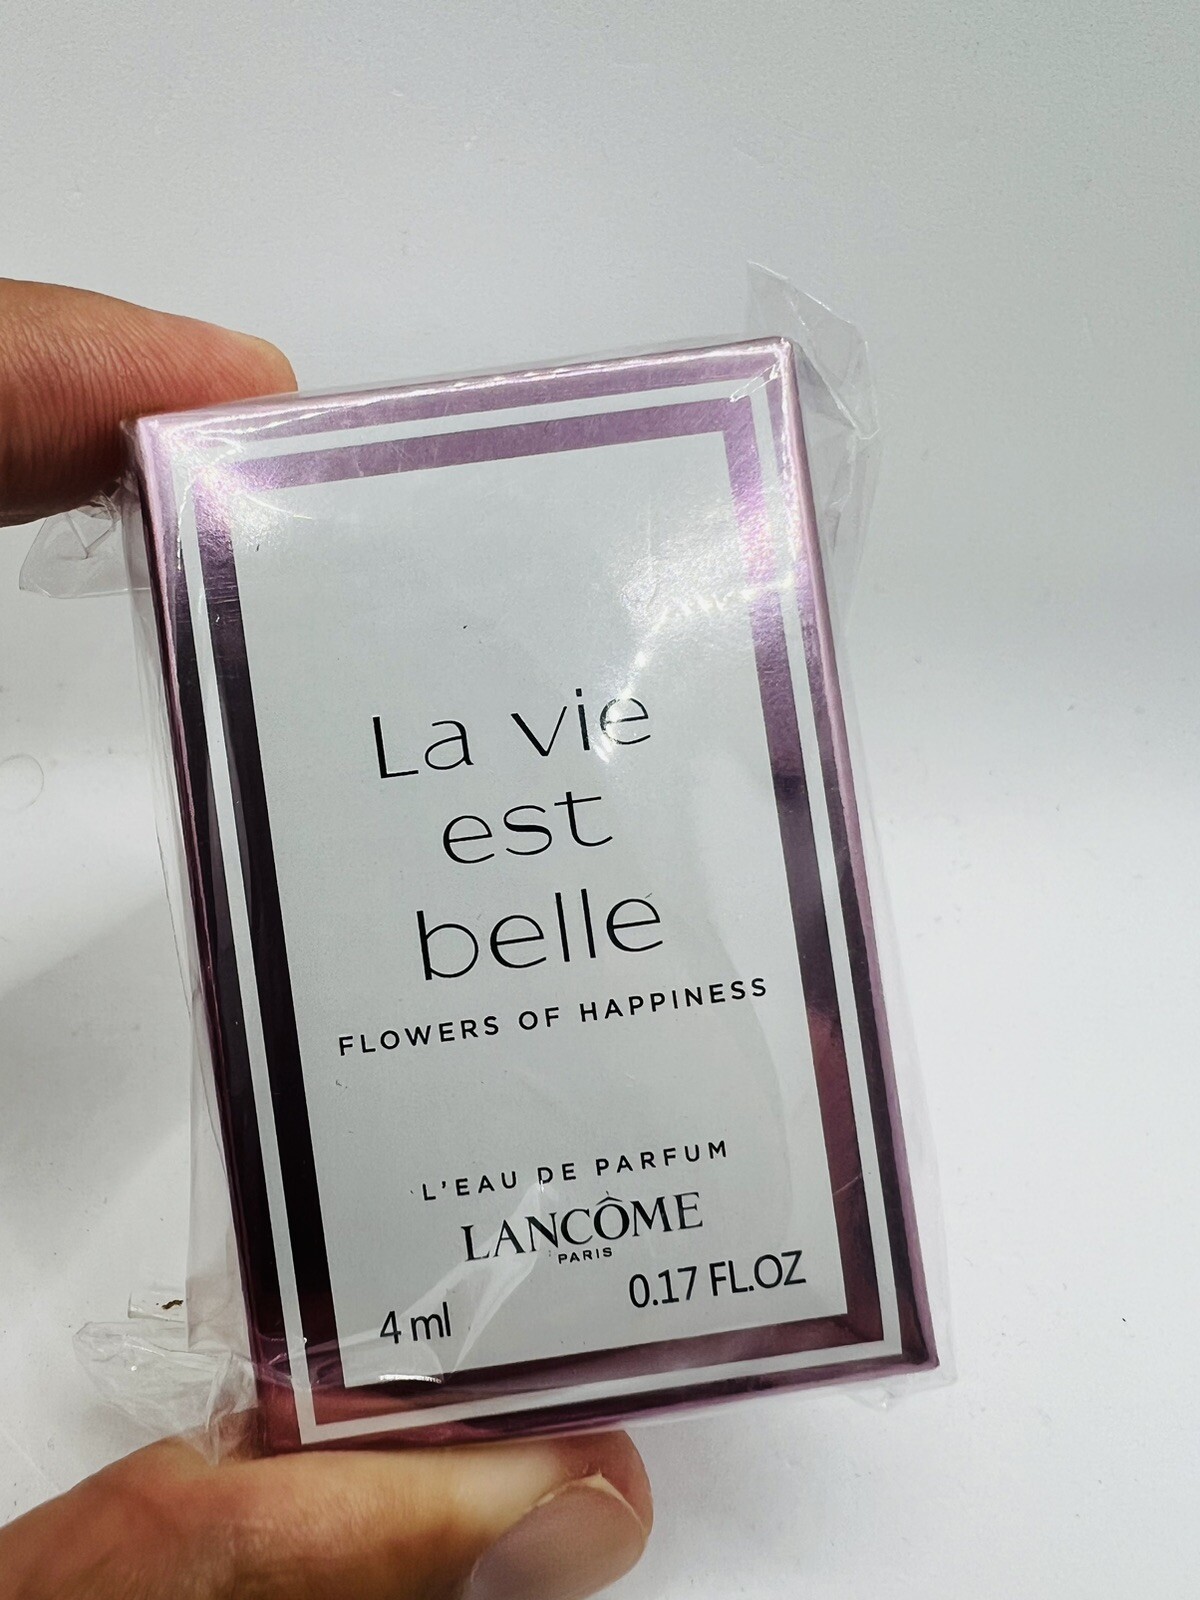 La vie
est
belle
FLOWERS OF HAPPINESS
L'EAU DE PARFUM
LANCÔME
PARIS
4 ml 0.17 FL.OZ